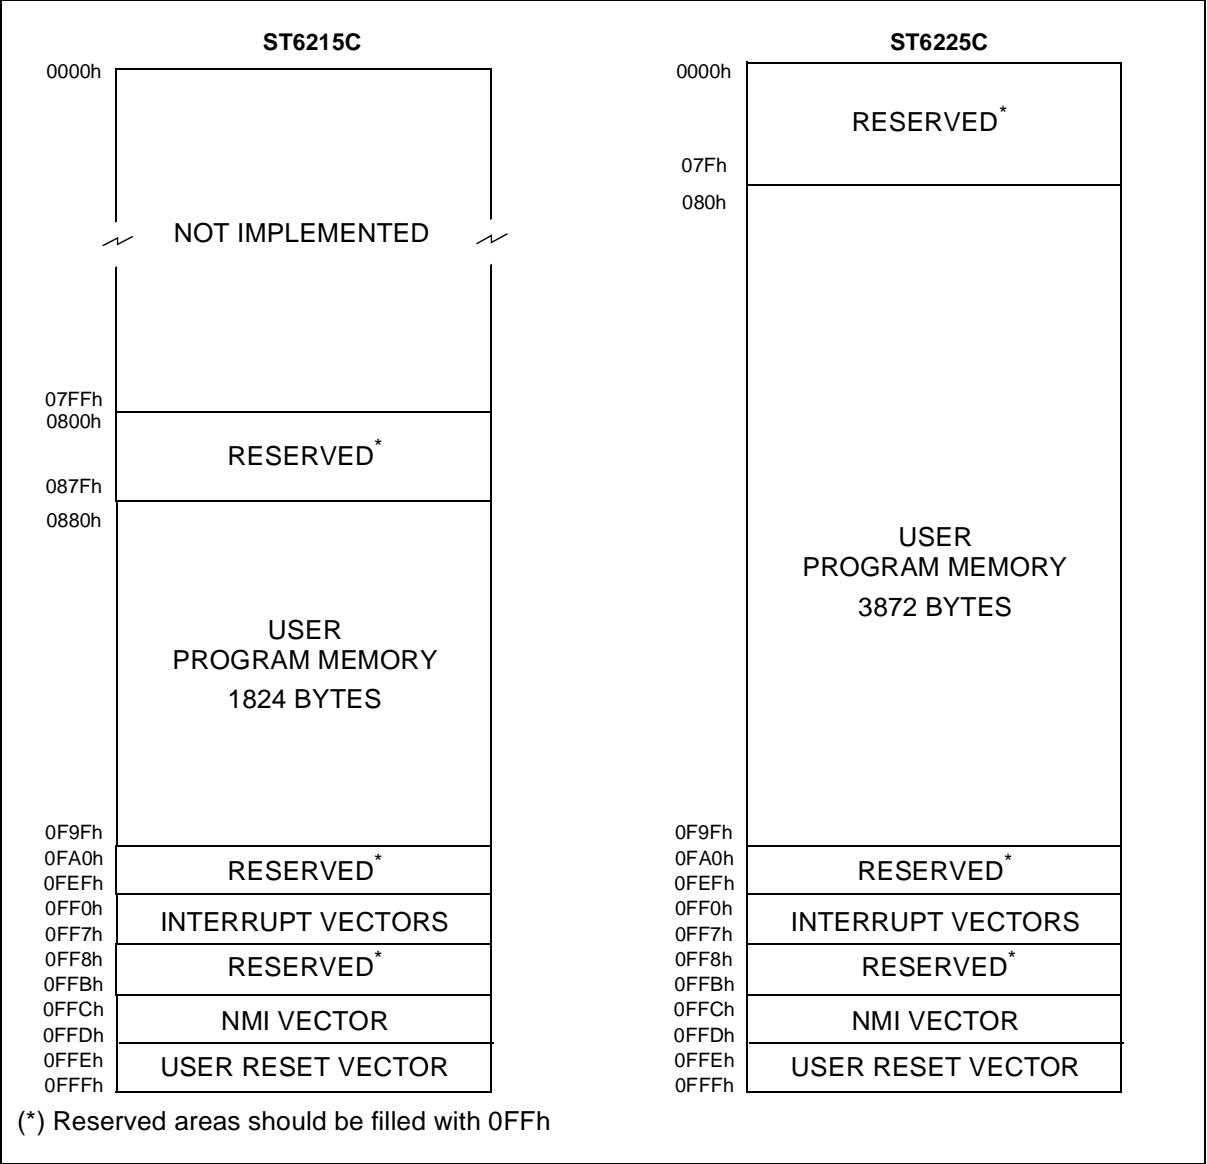 ST6215C
0000h
NOT IMPLEMENTED
07FFh
0800h
RESERVED*
087Fh
0880h
USER
PROGRAM MEMORY
1824 BYTES
0F9Fh
0FA0h
RESERVED*
0FEFh
0FF0h
INTERRUPT VECTORS
0FF7h
0FF8h
RESERVED*
0FFBh
0FFCh
NMI VECTOR
0FFDh
0FFEh
USER RESET VECTOR
0FFFh
ST6225C
0000h
RESERVED*
07Fh
080h
USER
PROGRAM MEMORY
3872 BYTES
0F9Fh
0FA0h
RESERVED*
0FEFh
0FF0h
INTERRUPT VECTORS
0FF7h
0FF8h
RESERVED*
0FFBh
0FFCh
NMI VECTOR
0FFDh
0FFEh
USER RESET VECTOR
0FFFh
(*) Reserved areas should be filled with 0FFh